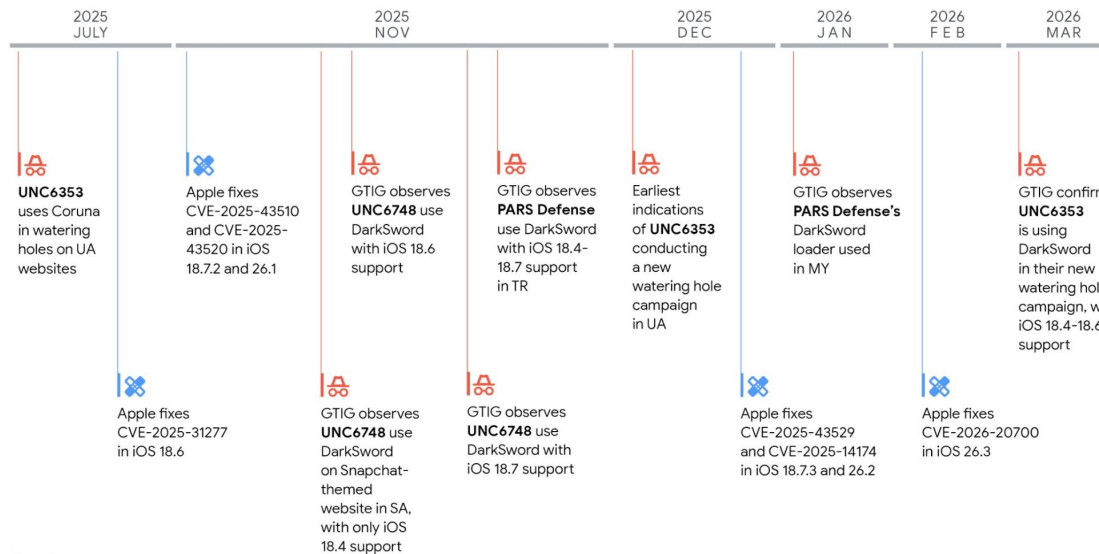 2025
JULY
2025
NOV
2025
DEC
2026
JAN
2026
FEB
2026
MAR
UNC6353
uses Coruna
in watering
holes on UA
websites
Apple fixes
CVE-2025-31277
in iOS 18.6
Apple fixes
CVE-2025-43510
and CVE-2025-
43520 in iOS
18.7.2 and 26.1
GTIG observes
UNC6748 use
DarkSword
on Snapchat-
themed
website in SA,
with only iOS
18.4 support
GTIG observes
UNC6748 use
DarkSword
with iOS 18.6
support
GTIG observes
UNC6748 use
DarkSword with
iOS 18.7 support
GTIG observes
PARS Defense
use DarkSword
with iOS 18.4-
18.7 support
in TR
Earliest
indications
of UNC6353
conducting
a new
watering hole
campaign
in UA
Apple fixes
CVE-2025-43529
and CVE-2025-14174
in iOS 18.7.3 and 26.2
GTIG observes
PARS Defense's
DarkSword
loader used
in MY
Apple fixes
CVE-2026-20700
in iOS 26.3
GTIG
UNC6353
is using
DarkSword
in their new
watering
campaign,
iOS 18.4-18.6
support